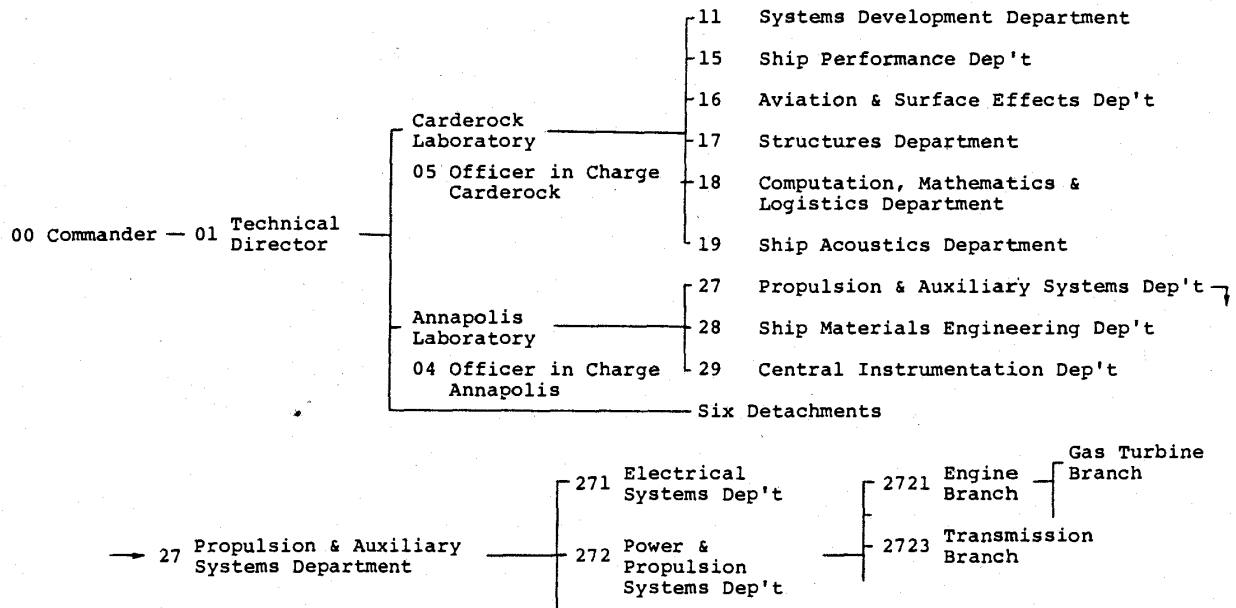 11 Systems Development Department
15 Ship Performance Dep't
16 Aviation & Surface Effects Dep't
Carderock
Laboratory
17 Structures Department
05 Officer in Charge
Carderock
18 Computation, Mathematics &
Logistics Department
00 Commander — 01 Technical
Director
19 Ship Acoustics Department
27 Propulsion & Auxiliary Systems Dep't
Annapolis
Laboratory
28 Ship Materials Engineering Dep't
04 Officer in Charge
Annapolis
29 Central Instrumentation Dep't
Six Detachments
27 Propulsion & Auxiliary
Systems Department
271 Electrical
Systems Dep't
272 Power &
Propulsion
Systems Dep't
2721 Engine
Branch
Gas Turbine
Branch
2723 Transmission
Branch